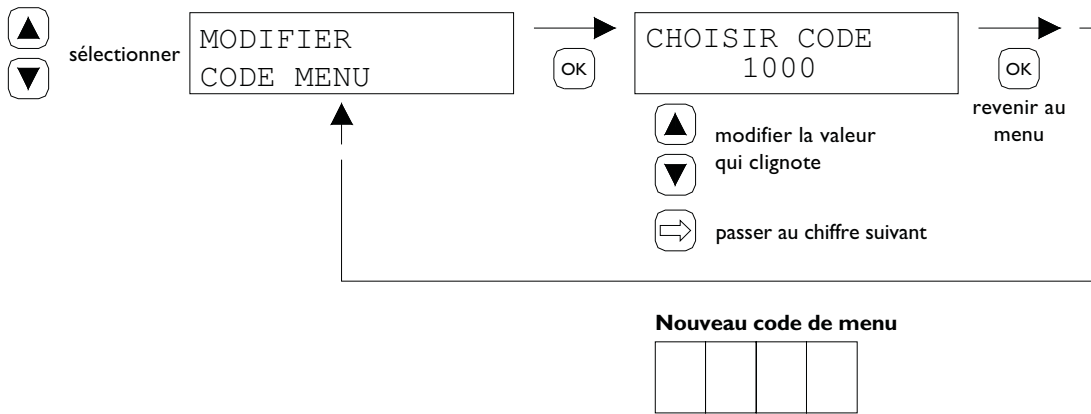 sélectionner
MODIFIER
CODE MENU
OK
CHOISIR CODE
1000
OK
revenir au
menu
modifier la valeur
qui clignote
passer au chiffre suivant
Nouveau code de menu